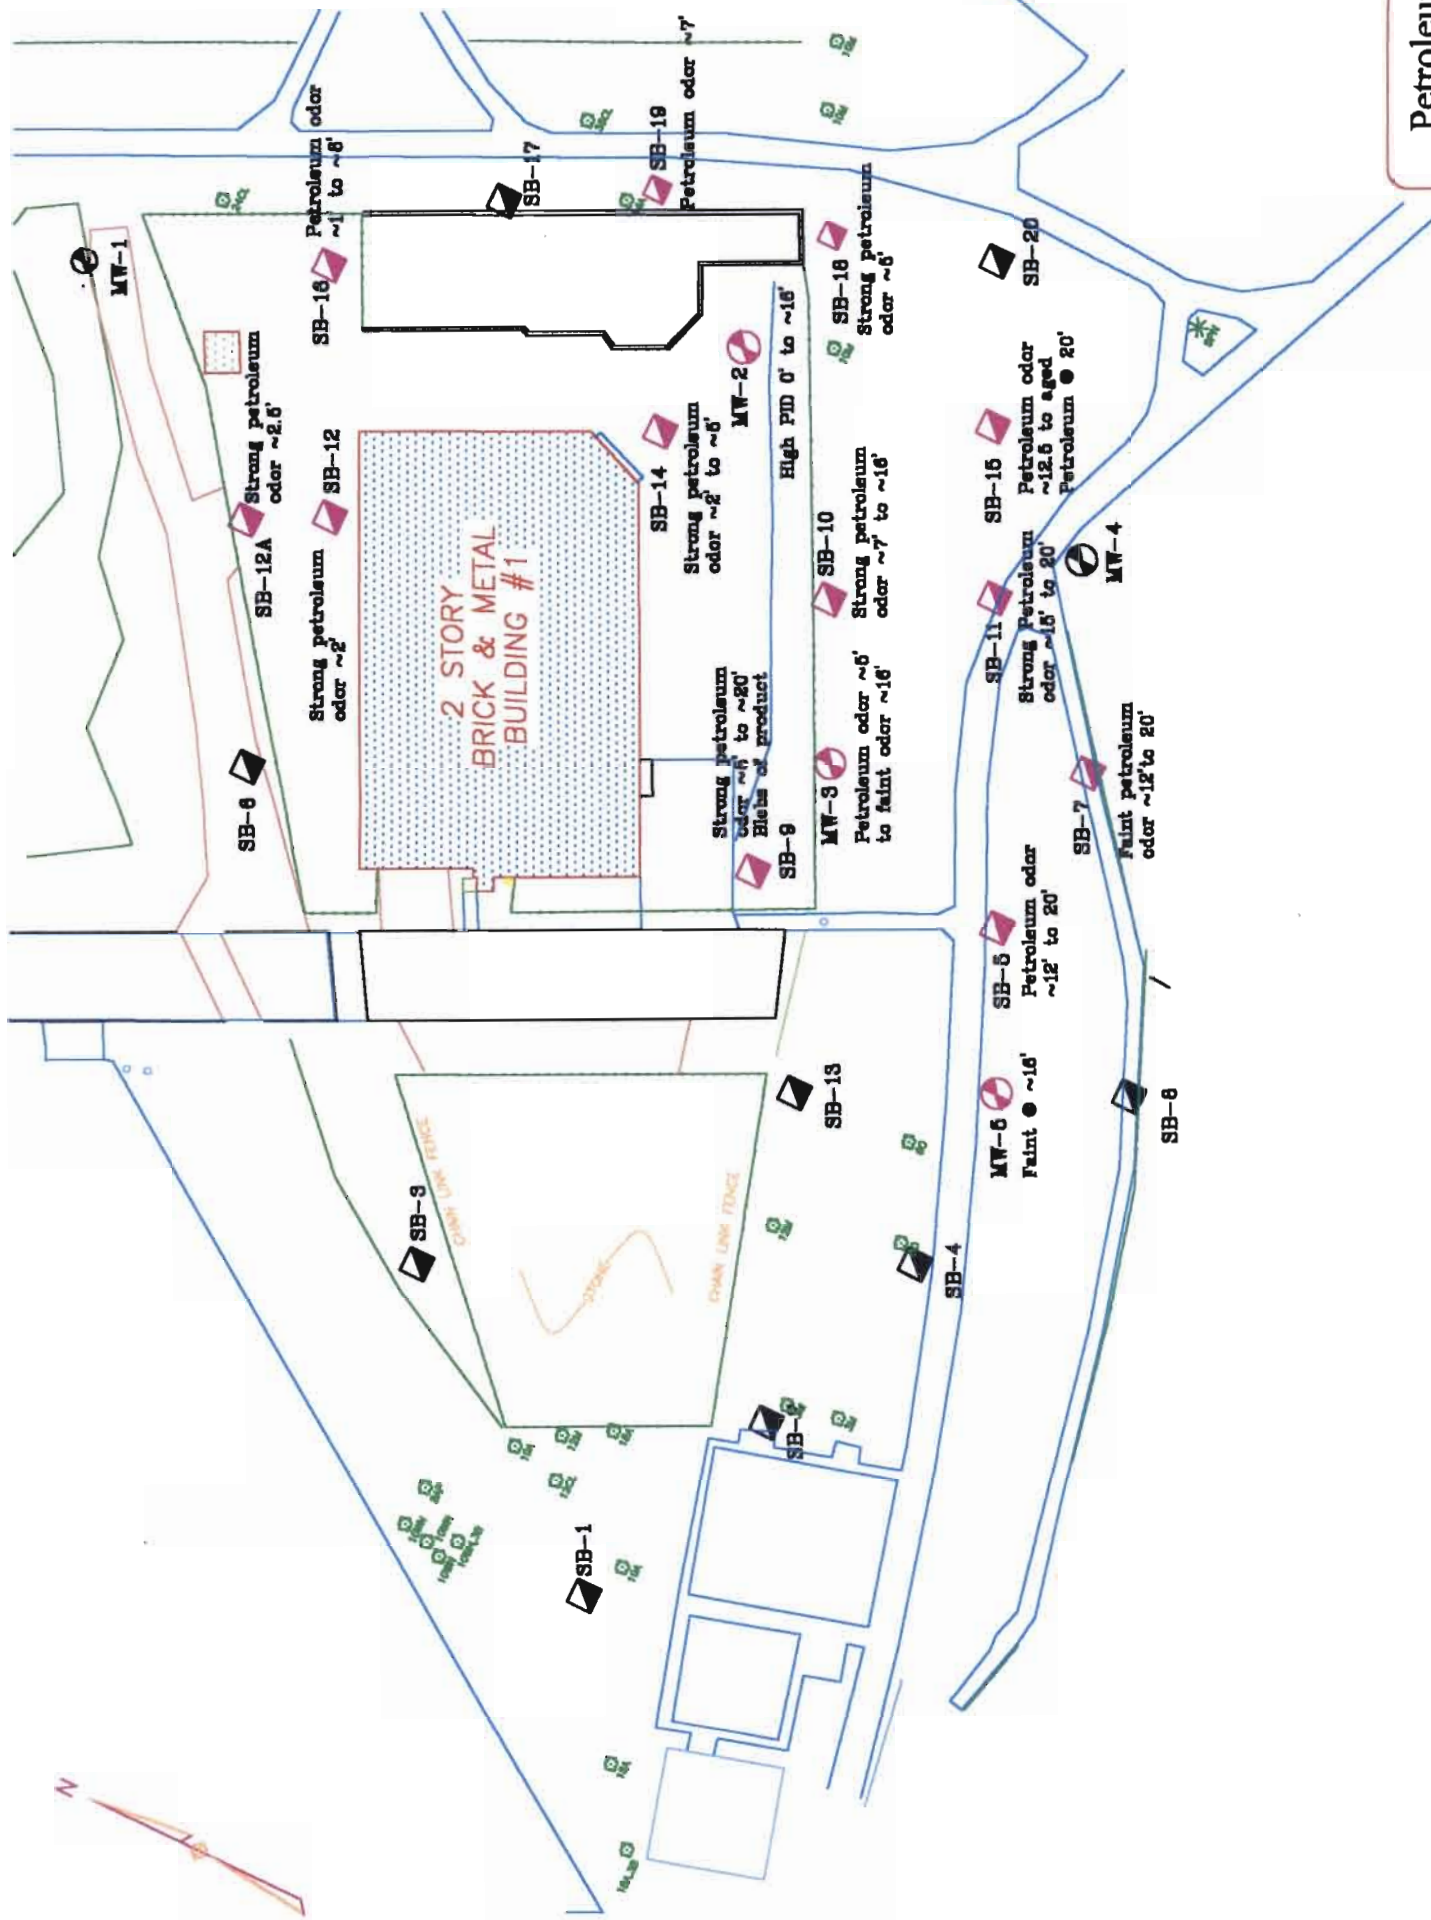 N
MW-1
SB-16
Petroleum odor
~1' to ~8'
SB-17
SB-19
Petroleum odor ~7'
SB-12A
Strong petroleum
odor ~2.5'
SB-12
Strong petroleum
odor ~2'
SB-6
2 STORY
BRICK & METAL
BUILDING #1
SB-14
Strong petroleum
odor ~2' to ~5'
MW-2
High PID 0' to ~16'
SB-18
Strong petroleum
odor ~5'
SB-20
SB-10
Strong petroleum
odor ~7' to ~16'
SB-15
Petroleum odor
~12.5 to aged
Petroleum @ 20'
SB-9
Strong petroleum
odor ~5' to ~20'
Blebs of product
MW-3
Petroleum odor ~5'
to faint odor ~16'
SB-11
Strong Petroleum
odor ~15' to 20'
MW-4
SB-7
Faint petroleum
odor ~12' to 20'
SB-5
Petroleum odor
~12' to 20'
MW-5
Faint @ ~16'
SB-8
SB-13
SB-3
CHAIN LINK FENCE
STONE
CHAIN LINK FENCE
SB-4
SB-
SB-1
Petroleu